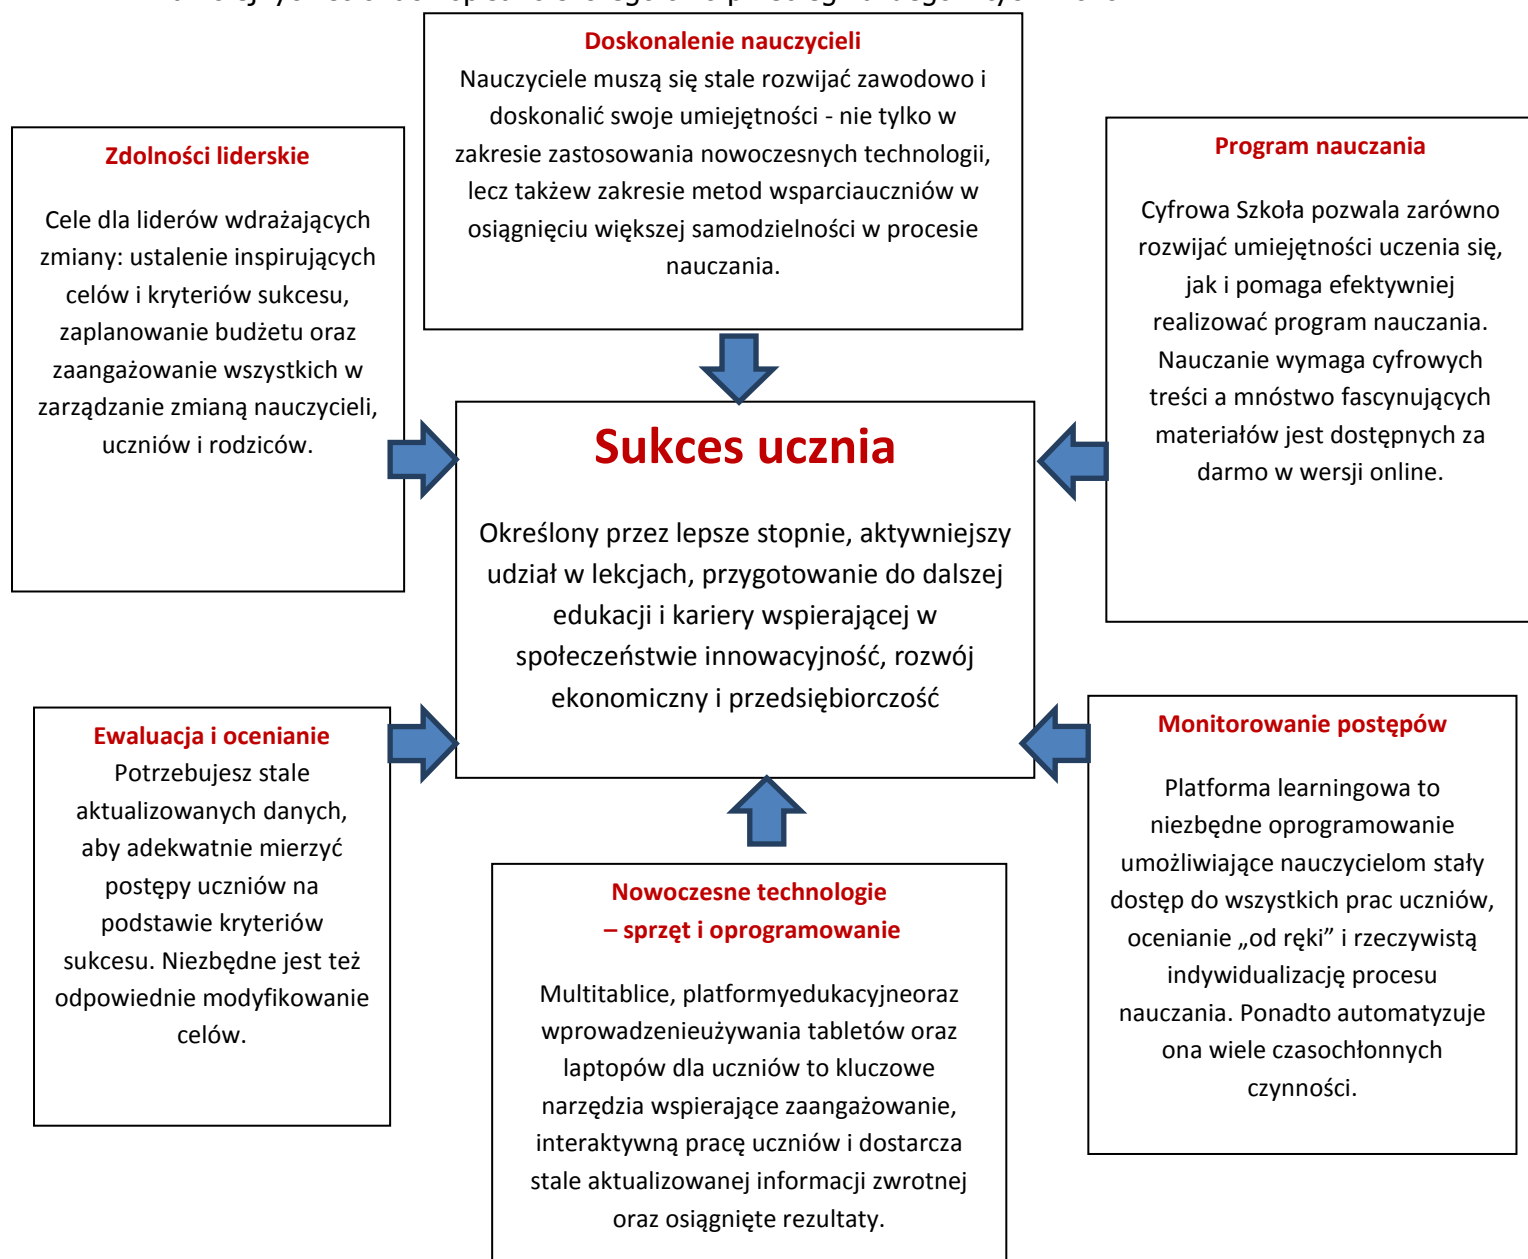 Doskonalenie nauczycieli
Nauczyciele muszą się stale rozwijać zawodowo i
doskonalić swoje umiejętności - nie tylko w
zakresie zastosowania nowoczesnych technologii,
lecz takżew zakresie metod wsparciauczniów w
osiągnięciu większej samodzielności w procesie
nauczania.
Zdolności liderskie
Cele dla liderów wdrażających
zmiany: ustalenie inspirujących
celów i kryteriów sukcesu,
zaplanowanie budżetu oraz
zaangażowanie wszystkich w
zarządzanie zmianą nauczycieli,
uczniów i rodziców.
Program nauczania
Cyfrowa Szkoła pozwala zarówno
rozwijać umiejętności uczenia się,
jak i pomaga efektywniej
realizować program nauczania.
Nauczanie wymaga cyfrowych
treści a mnóstwo fascynujących
materiałów jest dostępnych za
darmo w wersji online.
Sukces ucznia
Określony przez lepsze stopnie, aktywniejszy
udział w lekcjach, przygotowanie do dalszej
edukacji i kariery wspierającej w
społeczeństwie innowacyjność, rozwój
ekonomiczny i przedsiębiorczość
Ewaluacja i ocenianie
Potrzebujesz stale
aktualizowanych danych,
aby adekwatnie mierzyć
postępy uczniów na
podstawie kryteriów
sukcesu. Niezbędne jest też
odpowiednie modyfikowanie
celów.
Nowoczesne technologie
– sprzęt i oprogramowanie
Multitablice, platformyedukacyjneoraz
wprowadzenieużywania tabletów oraz
laptopów dla uczniów to kluczowe
narzędzia wspierające zaangażowanie,
interaktywną pracę uczniów i dostarcza
stale aktualizowanej informacji zwrotnej
oraz osiągnięte rezultaty.
Monitorowanie postępów
Platforma learningowa to
niezbędne oprogramowanie
umożliwiające nauczycielom stały
dostęp do wszystkich prac uczniów,
ocenianie „od ręki” i rzeczywistą
indywidualizację procesu
nauczania. Ponadto automatyzuje
ona wiele czasochłonnych
czynności.